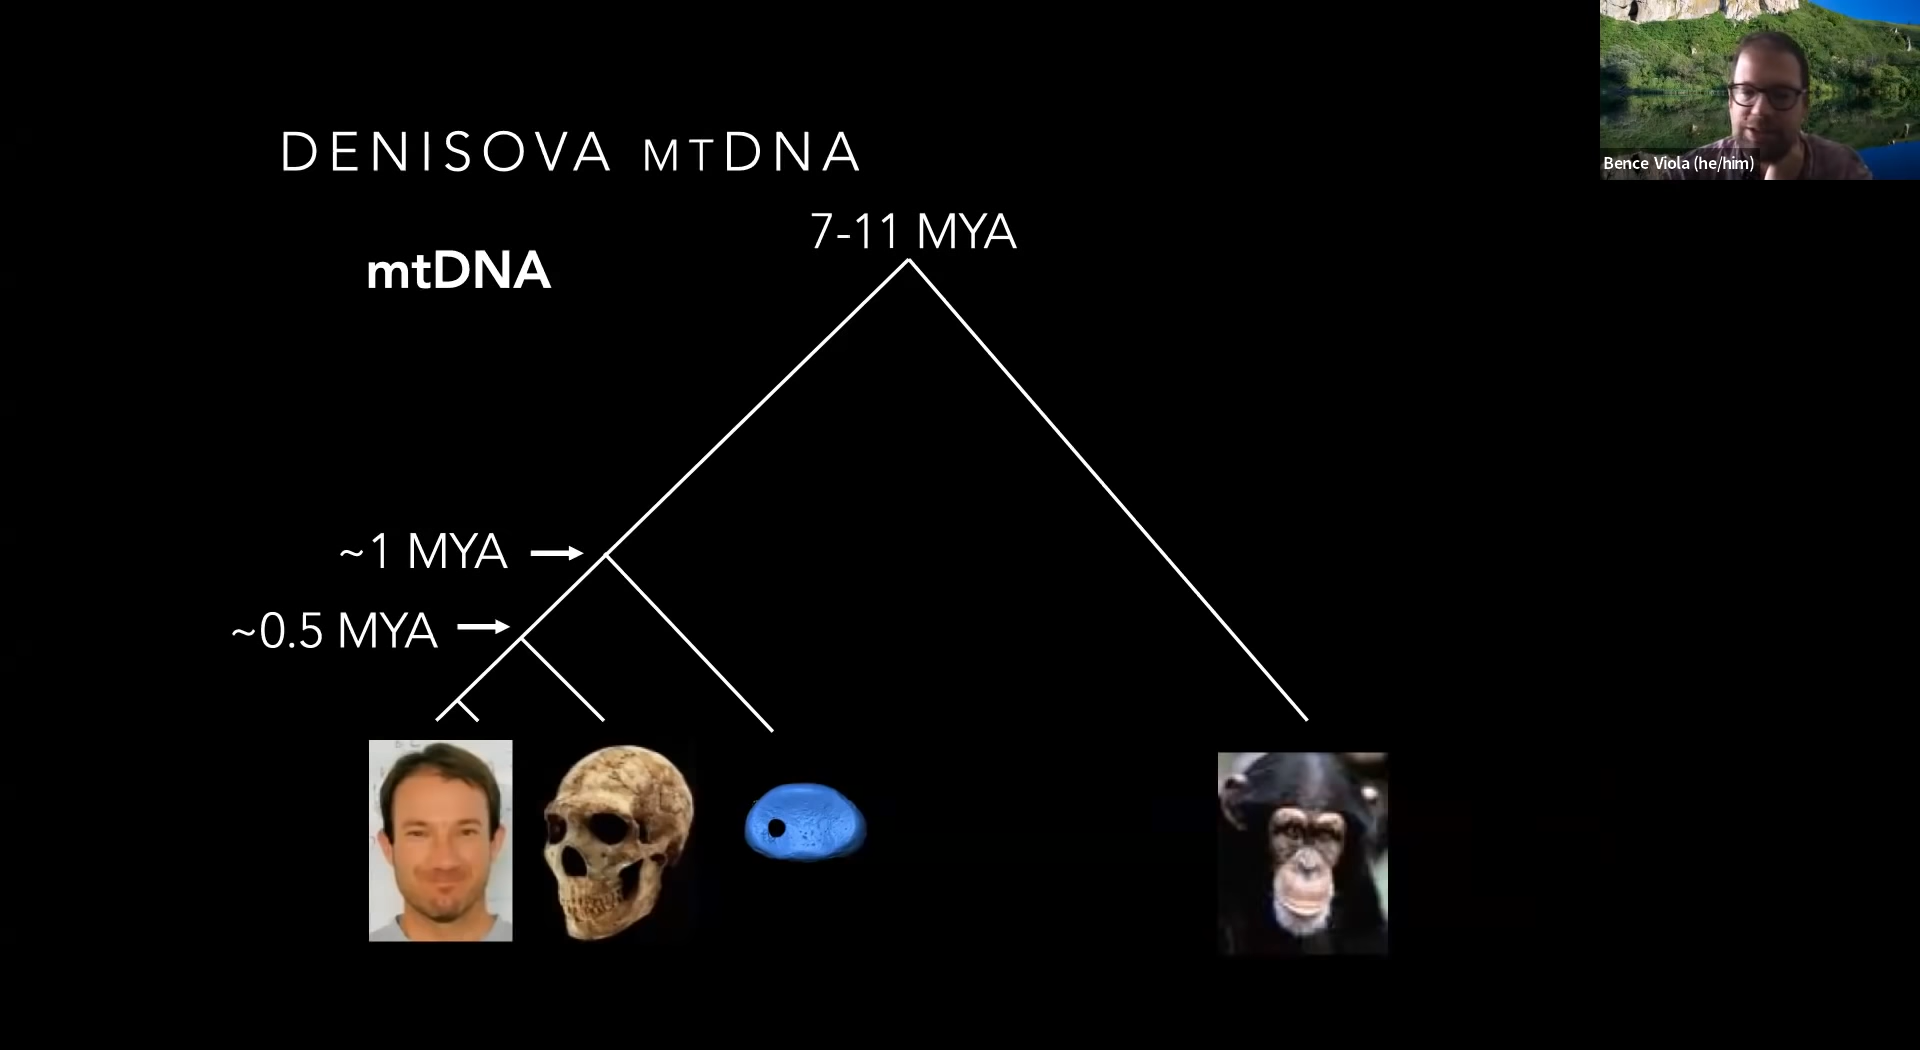 DENISOVA MTDNA
mtDNA
7-11 MYA
~1 MYA
~0.5 MYA
Bence Viola (he/him)